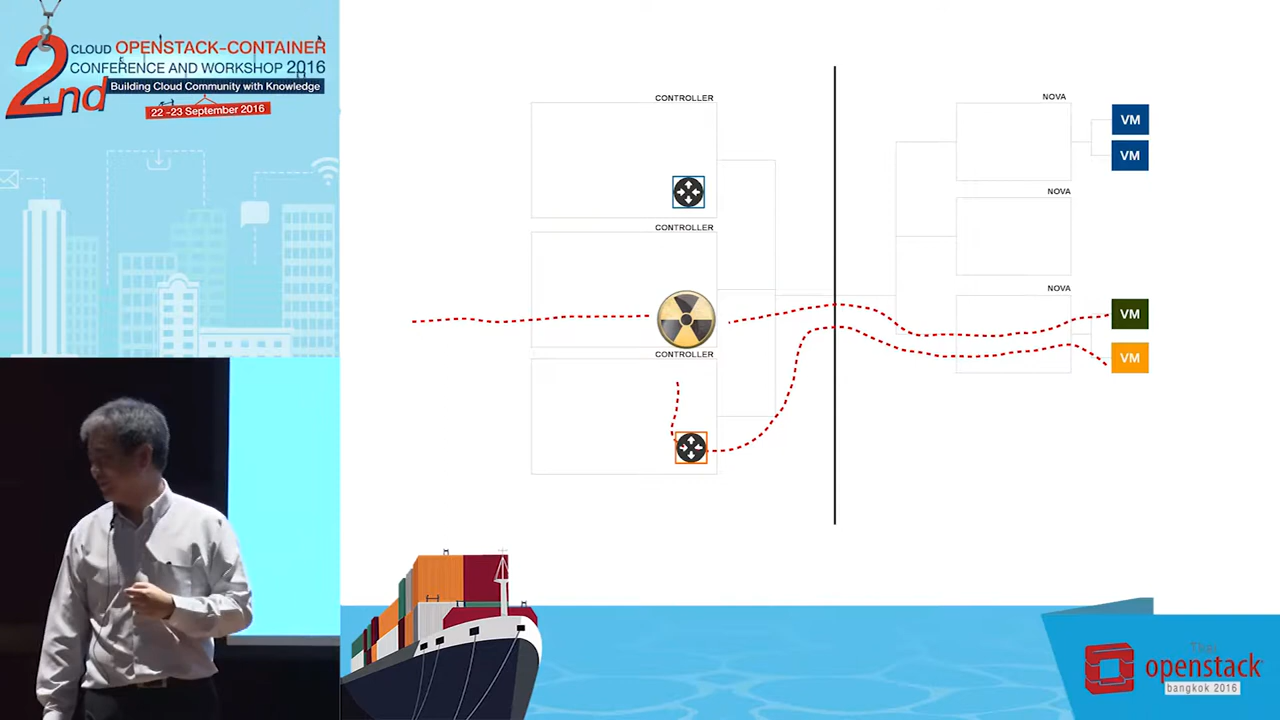 2nd
CLOUD OPENSTACK-CONTAINER
CONFERENCE AND WORKSHOP 2016
Building Cloud Community with Knowledge
22 -23 September 2016
CONTROLLER
CONTROLLER
CONTROLLER
NOVA
VM
VM
NOVA
NOVA
VM
VM
Thai
openstack
bangkok 2016